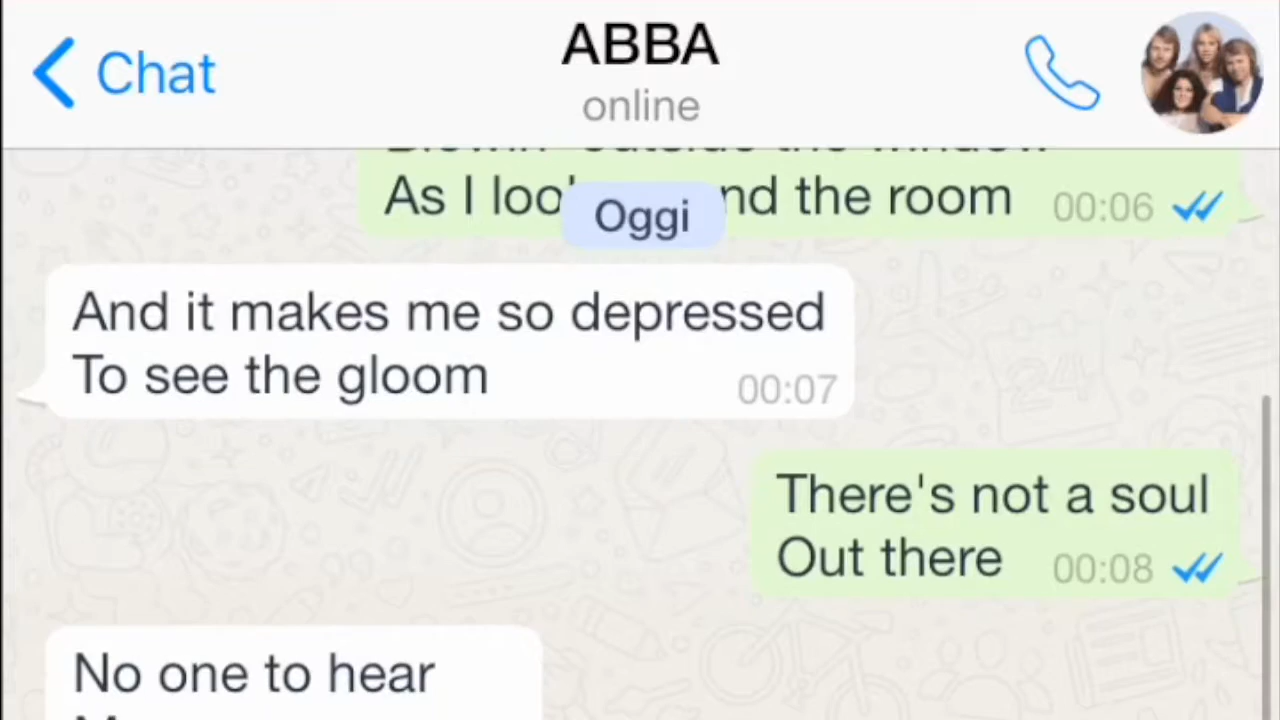 Chat
ABBA
online
As I loo nd the room 00:06
Oggi
And it makes me so depressed
To see the gloom 00:07
There's not a soul
Out there 00:08
No one to hear